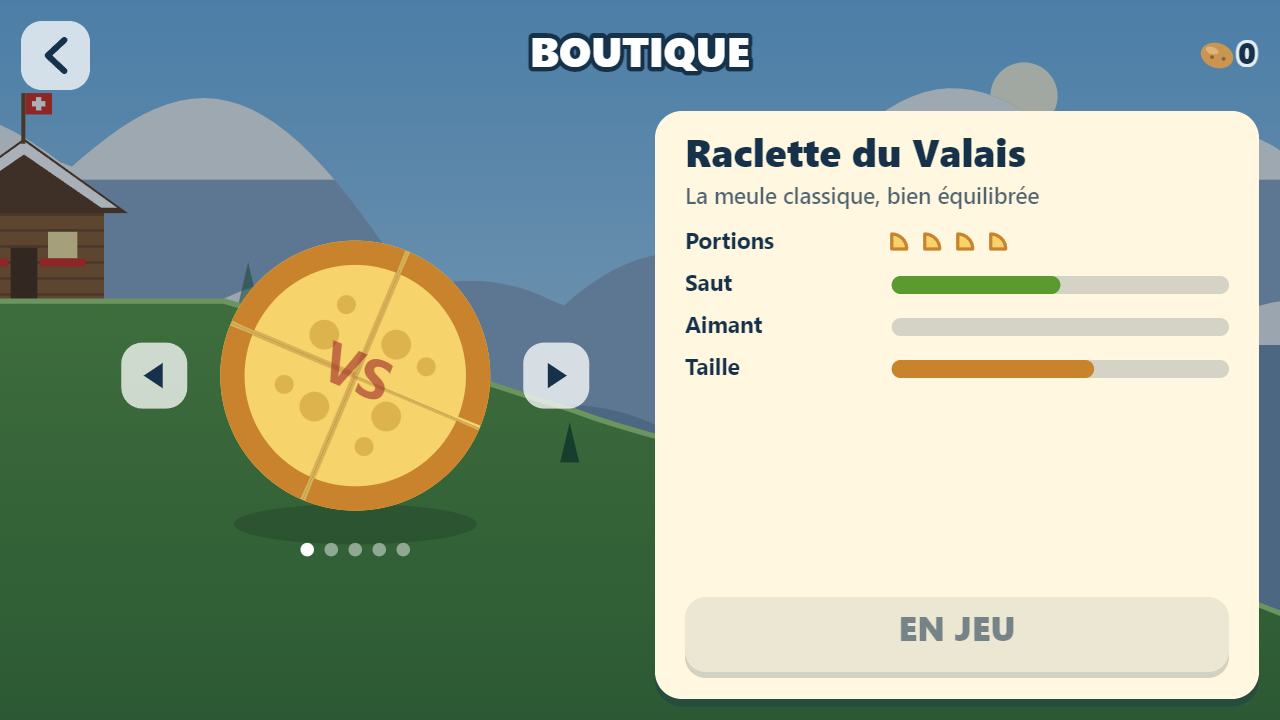 BOUTIQUE
0
Raclette du Valais
La meule classique, bien équilibrée
Portions
Saut
Aimant
Taille
VS
EN JEU